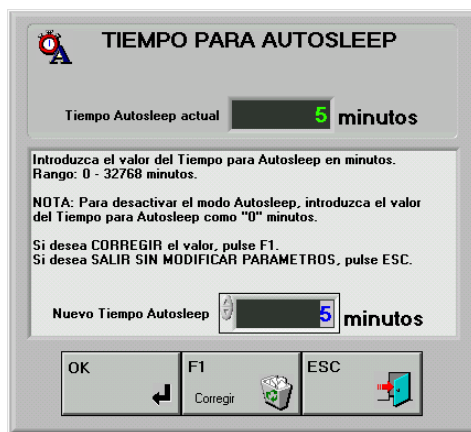 TIEMPO PARA AUTOSLEEP
Tiempo Autosleep actual 5 minutos
Introduzca el valor del Tiempo para Autosleep en minutos.
Rango: 0 - 32768 minutos.
NOTA: Para desactivar el modo Autosleep, introduzca el valor
del Tiempo para Autosleep como "0" minutos.
Si desea CORREGIR el valor, pulse F1.
Si desea SALIR SIN MODIFICAR PARAMETROS, pulse ESC.
Nuevo Tiempo Autosleep 5 minutos
OK
F1
Corregir
ESC